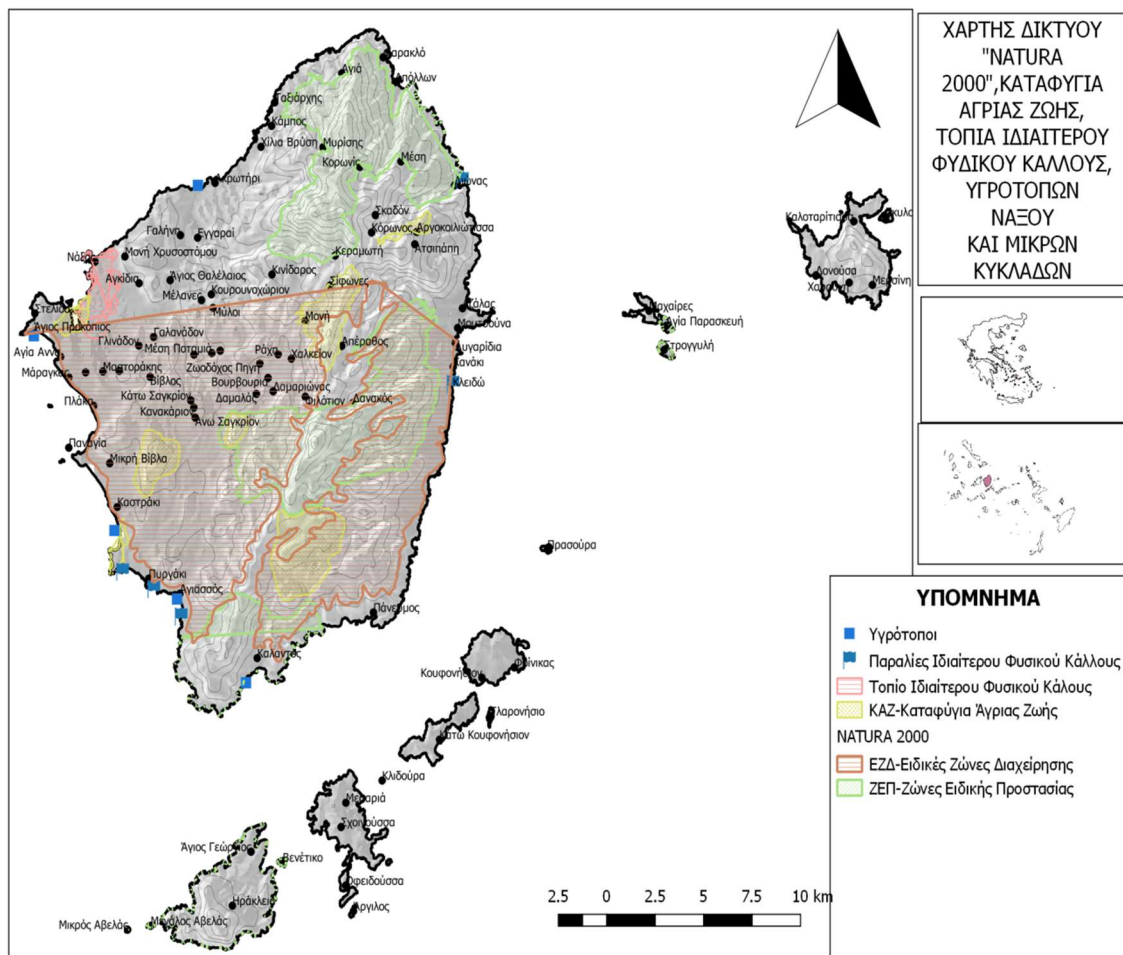 ΧΑΡΤΗΣ ΔΙΚΤΥΟΥ
"NATURA
2000",ΚΑΤΑΦΥΓΙΑ
ΑΓΡΙΑΣ ΖΩΗΣ,
ΤΟΠΙΑ ΙΔΙΑΙΤΕΡΟΥ
ΦΥΔΙΚΟΥ ΚΑΛΛΟΥΣ,
ΥΓΡΟΤΟΠΩΝ
ΝΑΞΟΥ
ΚΑΙ ΜΙΚΡΩΝ
ΚΥΚΛΑΔΩΝ
Αγιά
Απόλλων
Ταξιάρχης
Κάμπος
Χίλια Βρύση
Μυρίσης
Μέση
Κορωνίς
Σκαδόν
Γαλήνη
Εγγαραί
Κόρωνος
Αργοκοιλιώτισσα
Ατσιπάπη
Νάξος
Μονή Χρυσοστόμου
Κεραμωτή
Αγκίδια
Άγιος Θαλέλαιος
Κινίδαρος
Σίφωνες
Μέλανες
Κουρουνοχώριον
Μύλοι
Στελίδα
Μονή
Άγιος Προκόπιος
Μουτσούνα
Γαλανάδον
Γλινάδον
Απέραθος
Λυγαρίδια
Αγία Άννα
Μέση Ποταμιά
Ράχη
Χαλκείον
Κανάκι
Ζωοδόχος Πηγή
Μάραγκας
Μαστοράκης
Βίβλος
Βουρβουριά
Κλειδώ
Κάτω Σαγκρίον
Δαμαλάς
Δαμαριώνας
Φιλότιον
Δανακός
Πλάκα
Κανακάριον
Άνω Σαγκρίον
Παναγία
Μικρή Βίβλα
Καστράκι
Πυργάκι
Αγιασσός
Πάνερμος
Καλαντός
Καλοταρίτισσα
Δονούσα
Μερσίνη
Μαχαίρες
Αγία Παρασκευή
Στρογγυλή
Πρασούρα
Φοίνικας
Κουφονήσιον
Γλαρονήσιο
Κάτω Κουφονήσιον
Κλιδούρα
Μεσαριά
Σχοινούσσα
Άγιος Γεώργιος
Βενέτικο
Οφειδούσσα
Άργιλος
Ηράκλειά
Μικρός Αβελάς
Μεγάλος Αβελάς
2.5 0 2.5 5 7.5 10 km
ΥΠΟΜΝΗΜΑ
Υγρότοποι
Παραλίες Ιδιαίτερου Φυσικού Κάλλους
Τοπίο Ιδιαίτερου Φυσικού Κάλους
ΚΑΖ-Καταφύγια Άγριας Ζωής
NATURA 2000
ΕΖΔ-Ειδικές Ζώνες Διαχείρησης
ΖΕΠ-Ζώνες Ειδικής Προστασίας